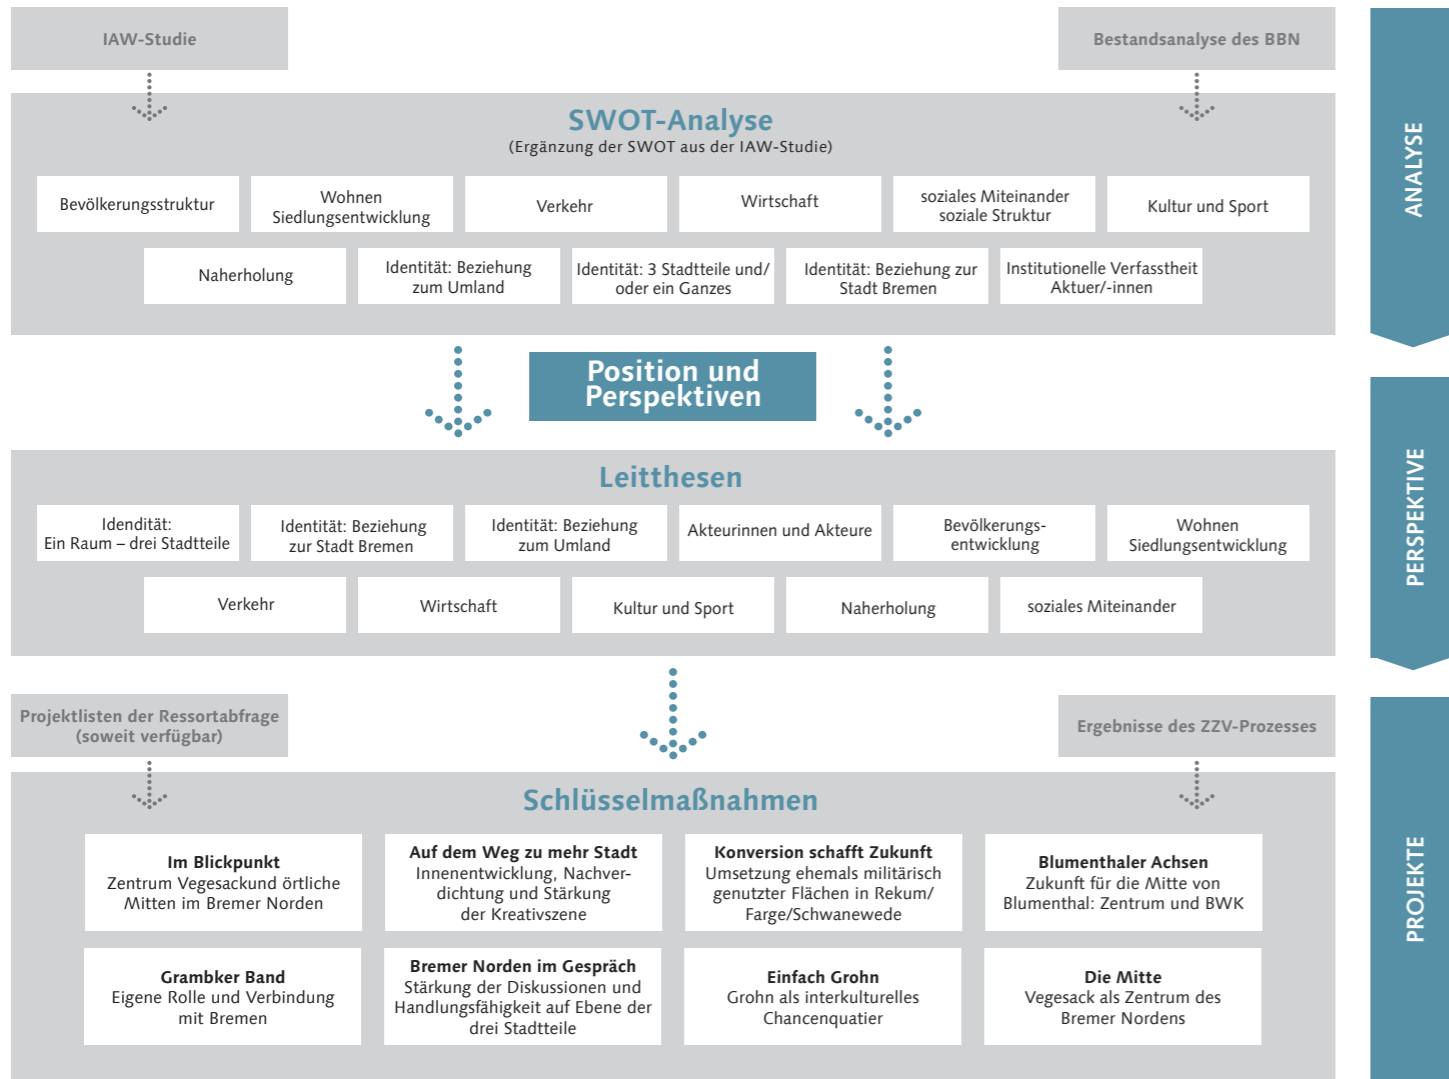 IAW-Studie
Bestandsanalyse des BBN
ANALYSE
SWOT-Analyse
(Ergänzung der SWOT aus der IAW-Studie)
Bevölkerungsstruktur
Wohnen
Siedlungsentwicklung
Verkehr
Wirtschaft
soziales Miteinander
soziale Struktur
Kultur und Sport
Naherholung
Identität: Beziehung
zum Umland
Identität: 3 Stadtteile und/
oder ein Ganzes
Identität: Beziehung zur
Stadt Bremen
Institutionelle Verfasstheit
Aktuer/-innen
Position und
Perspektiven
PERSPEKTIVE
Leitthesen
Idendität:
Ein Raum – drei Stadtteile
Identität: Beziehung
zur Stadt Bremen
Identität: Beziehung
zum Umland
Akteurinnen und Akteure
Bevölkerungs-
entwicklung
Wohnen
Siedlungsentwicklung
Verkehr
Wirtschaft
Kultur und Sport
Naherholung
soziales Miteinander
Projektlisten der Ressortabfrage
(soweit verfügbar)
Ergebnisse des ZZV-Prozesses
PROJEKTE
Schlüsselmaßnahmen
Im Blickpunkt
Zentrum Vegesackund örtliche
Mitten im Bremer Norden
Auf dem Weg zu mehr Stadt
Innenentwicklung, Nachver-
dichtung und Stärkung
der Kreativszene
Konversion schafft Zukunft
Umsetzung ehemals militärisch
genutzter Flächen in Rekum/
Farge/Schwanewede
Blumenthaler Achsen
Zukunft für die Mitte von
Blumenthal: Zentrum und BWK
Grambker Band
Eigene Rolle und Verbindung
mit Bremen
Bremer Norden im Gespräch
Stärkung der Diskussionen und
Handlungsfähigkeit auf Ebene der
drei Stadtteile
Einfach Grohn
Grohn als interkulturelles
Chancenquatier
Die Mitte
Vegesack als Zentrum des
Bremer Nordens